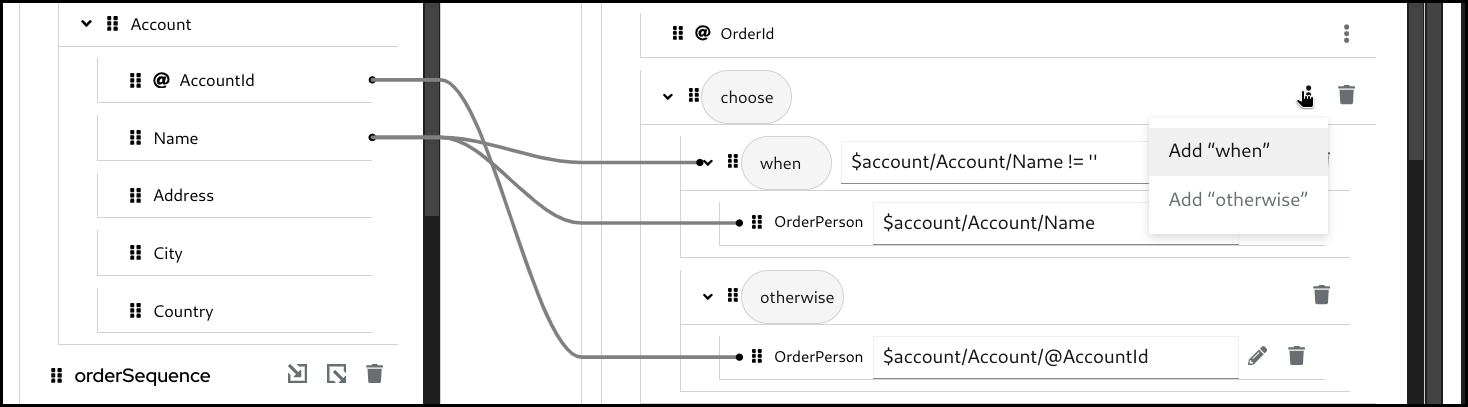 Account
@ AccountId
Name
Address
City
Country
orderSequence
@ OrderId
choose
when $account/Account/Name != ''
Add “when”
Add “otherwise”
OrderPerson $account/Account/Name
otherwise
OrderPerson $account/Account/@AccountId